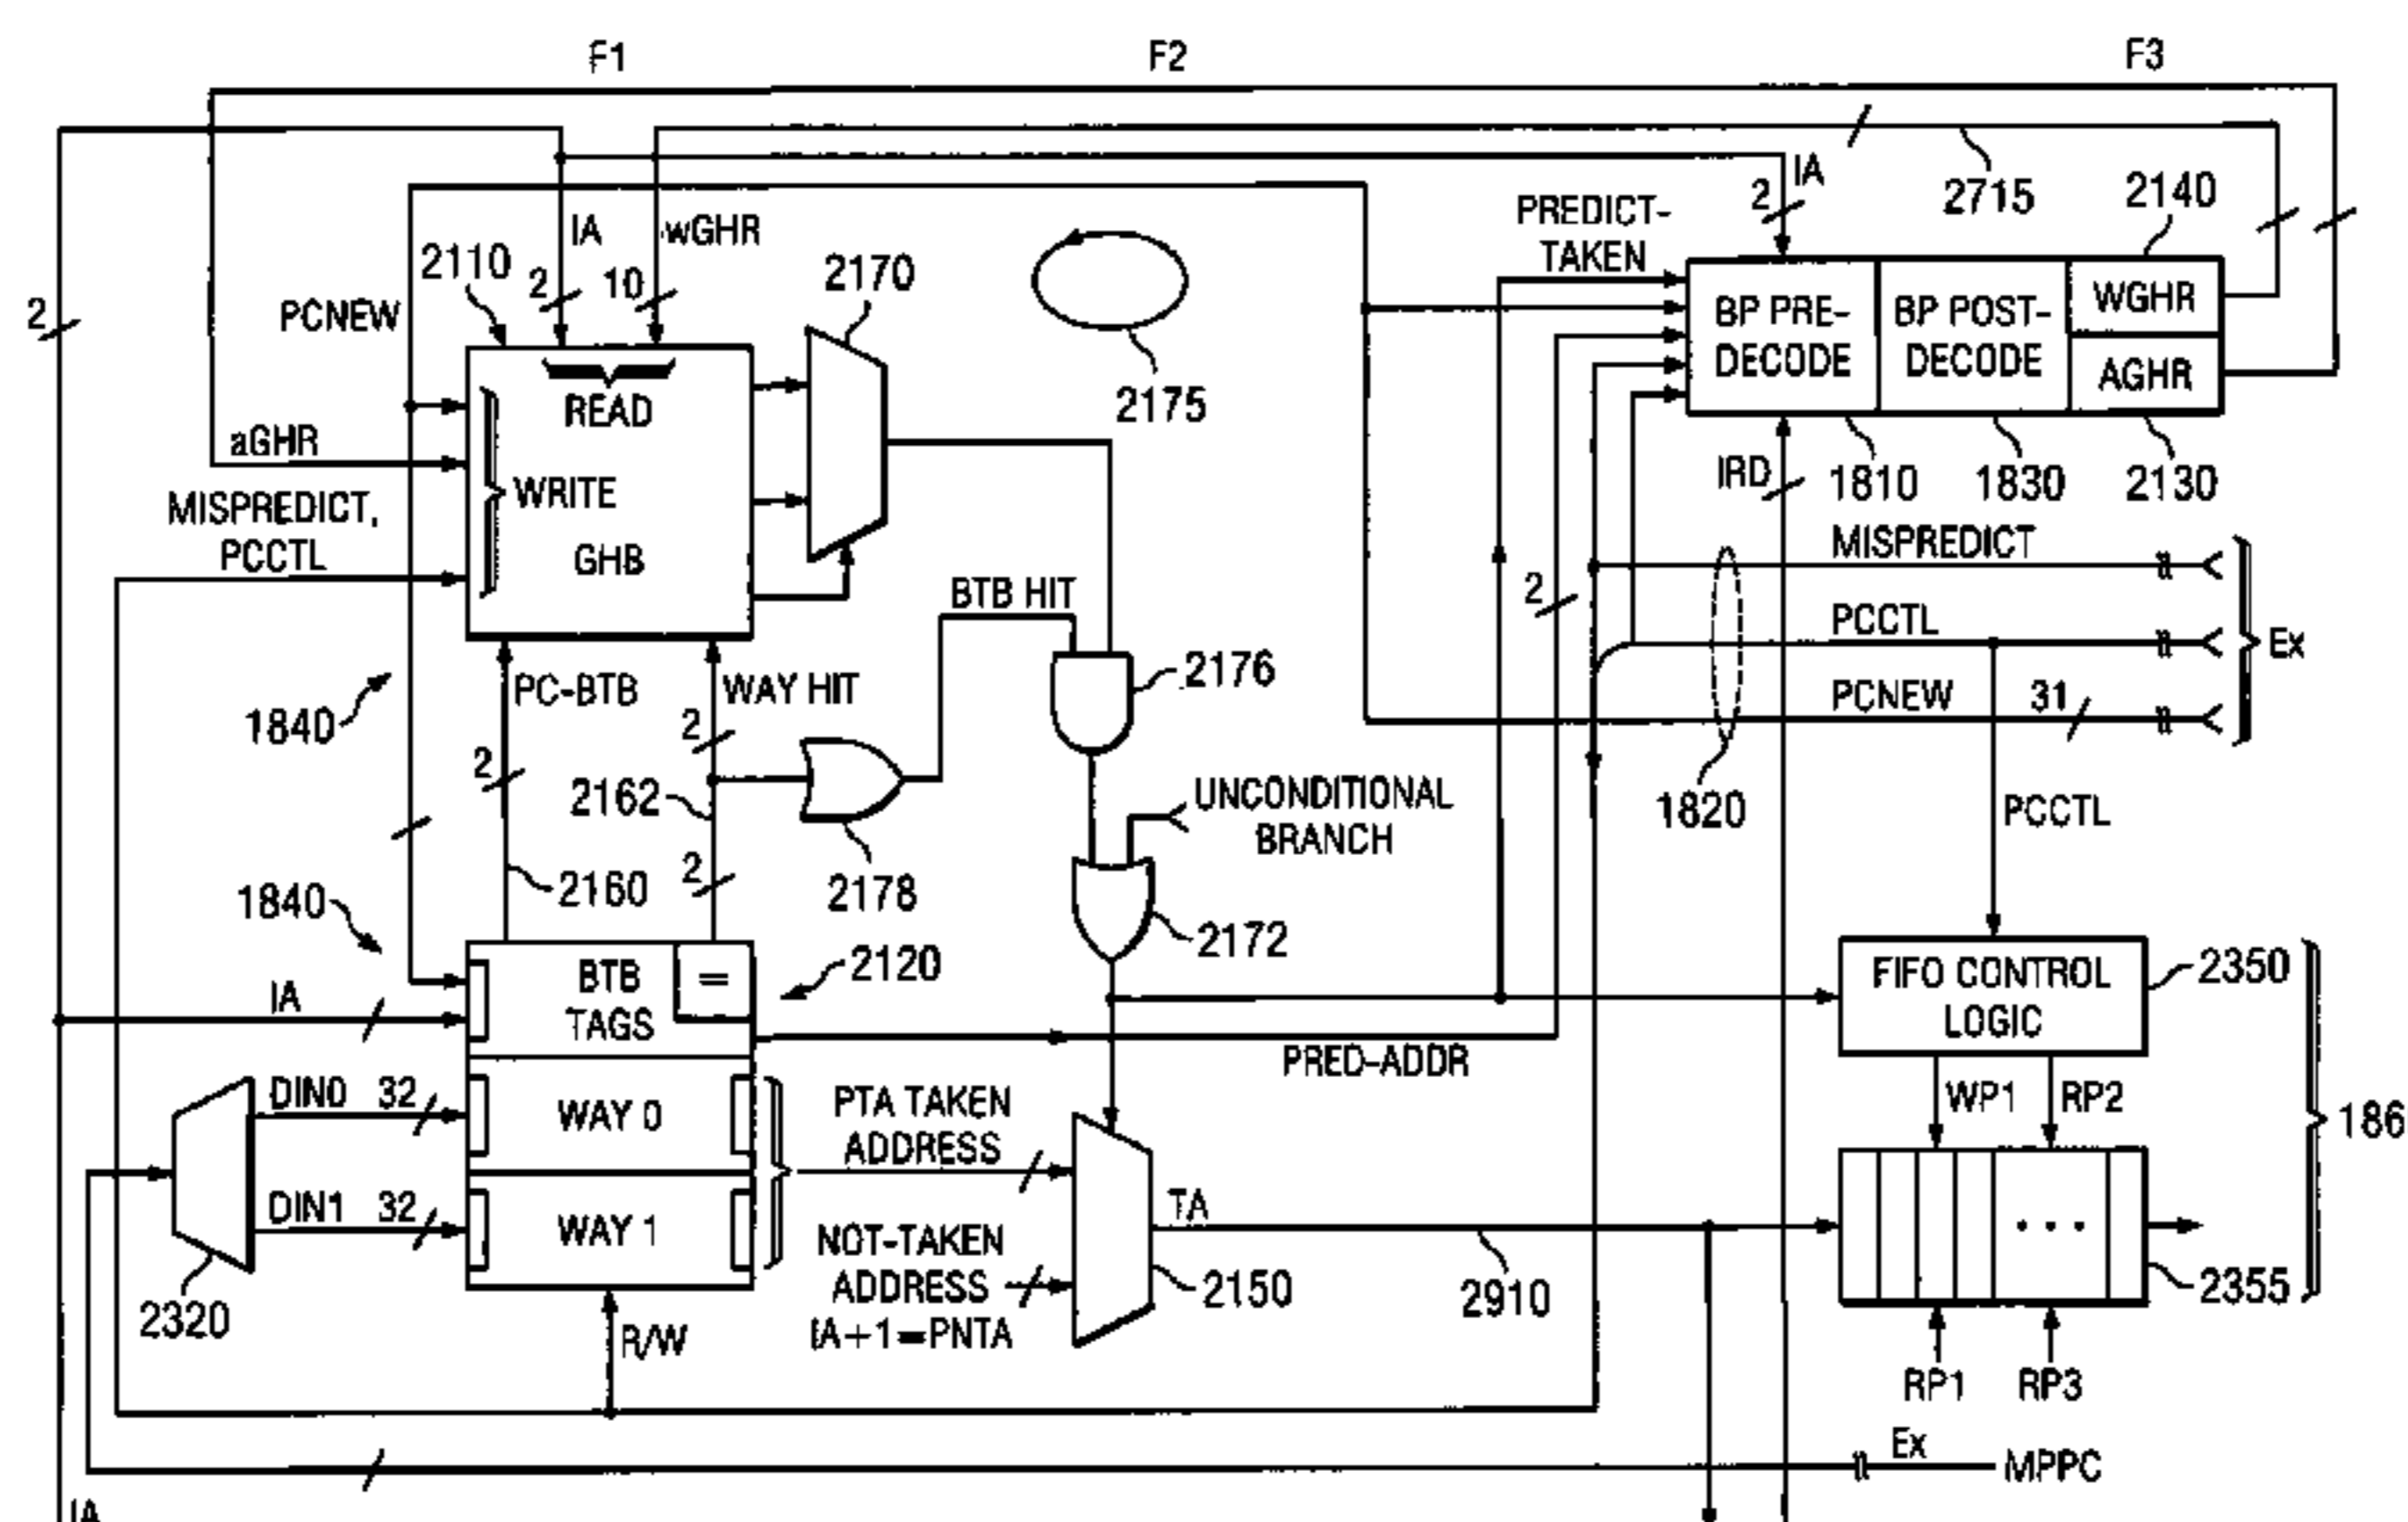 F1
F2
F3
2
IA
wGHR
2
10
PCNEW
2110
2170
2175
PREDICT-
TAKEN
2
IA
2715
2140
READ
aGHR
WRITE
MISPREDICT,
PCCTL
GHB
BP PRE-
DECODE
BP POST-
DECODE
WGHR
AGHR
IRD
1810
1830
2130
BTB HIT
2
MISPREDICT
PCCTL
PCNEW
31
Ex
1820
PCCTL
1840
PC-BTB
WAY HIT
2
2
2162
2176
2178
UNCONDITIONAL
BRANCH
2160
2
2172
1840
IA
BTB
TAGS
=
2120
PRED-ADDR
FIFO CONTROL
LOGIC
2350
186
WP1
RP2
DIN0
32
WAY 0
PTA TAKEN
ADDRESS
DIN1
32
WAY 1
NOT-TAKEN
ADDRESS
IA+1=PNTA
TA
2150
2910
• • •
2355
2320
R/W
RP1
RP3
Ex
MPPC
IA